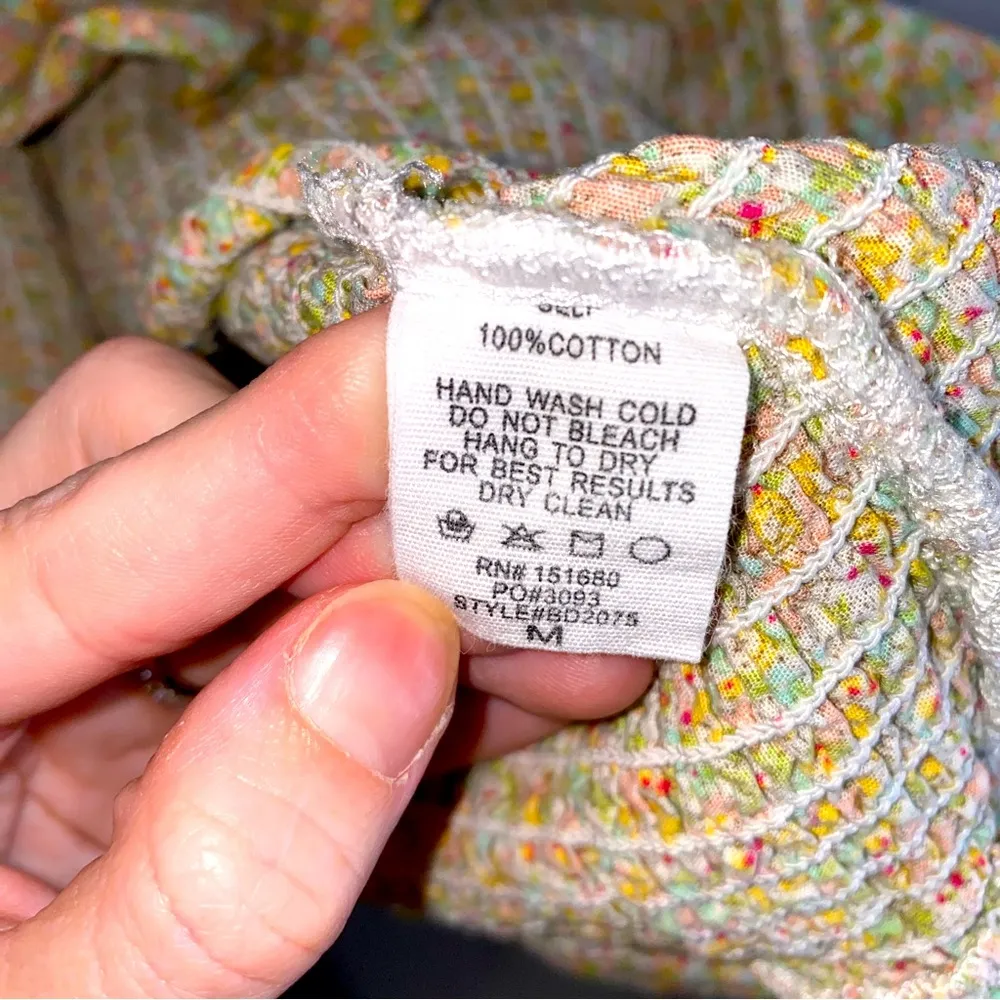 SELF
100%COTTON
HAND WASH COLD
DO NOT BLEACH
HANG TO DRY
FOR BEST RESULTS
DRY CLEAN
RN# 151680
PO#3093
STYLE#BD2075
M